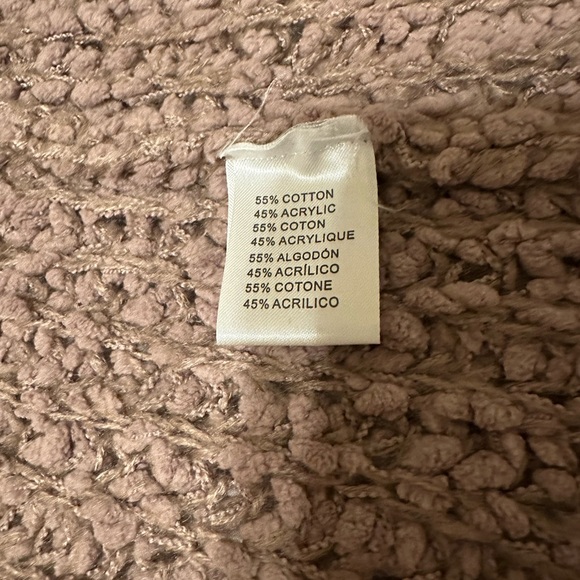 55% COTTON
45% ACRYLIC
55% COTON
45% ACRYLIQUE
55% ALGODÓN
45% ACRÍLICO
55% COTONE
45% ACRILICO